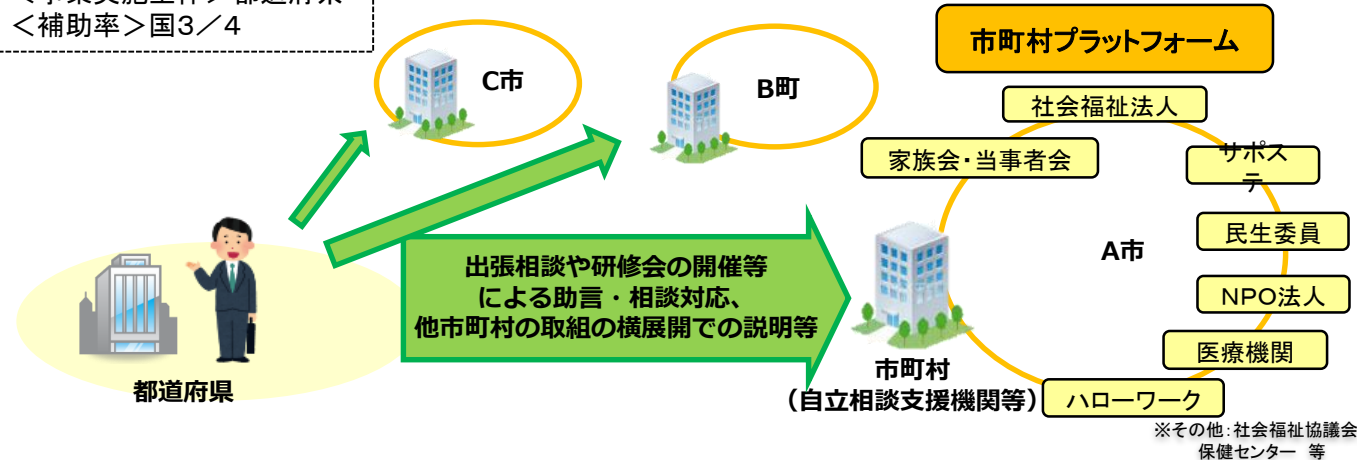 <補助率>国3/4
市町村プラットフォーム
C市
B町
社会福祉法人
家族会・当事者会
サポス
テ
民生委員
A市
NPO法人
医療機関
ハローワーク
出張相談や研修会の開催等
による助言・相談対応、
他市町村の取組の横展開での説明等
都道府県
市町村
(自立相談支援機関等)
※その他:社会福祉協議会
保健センター 等